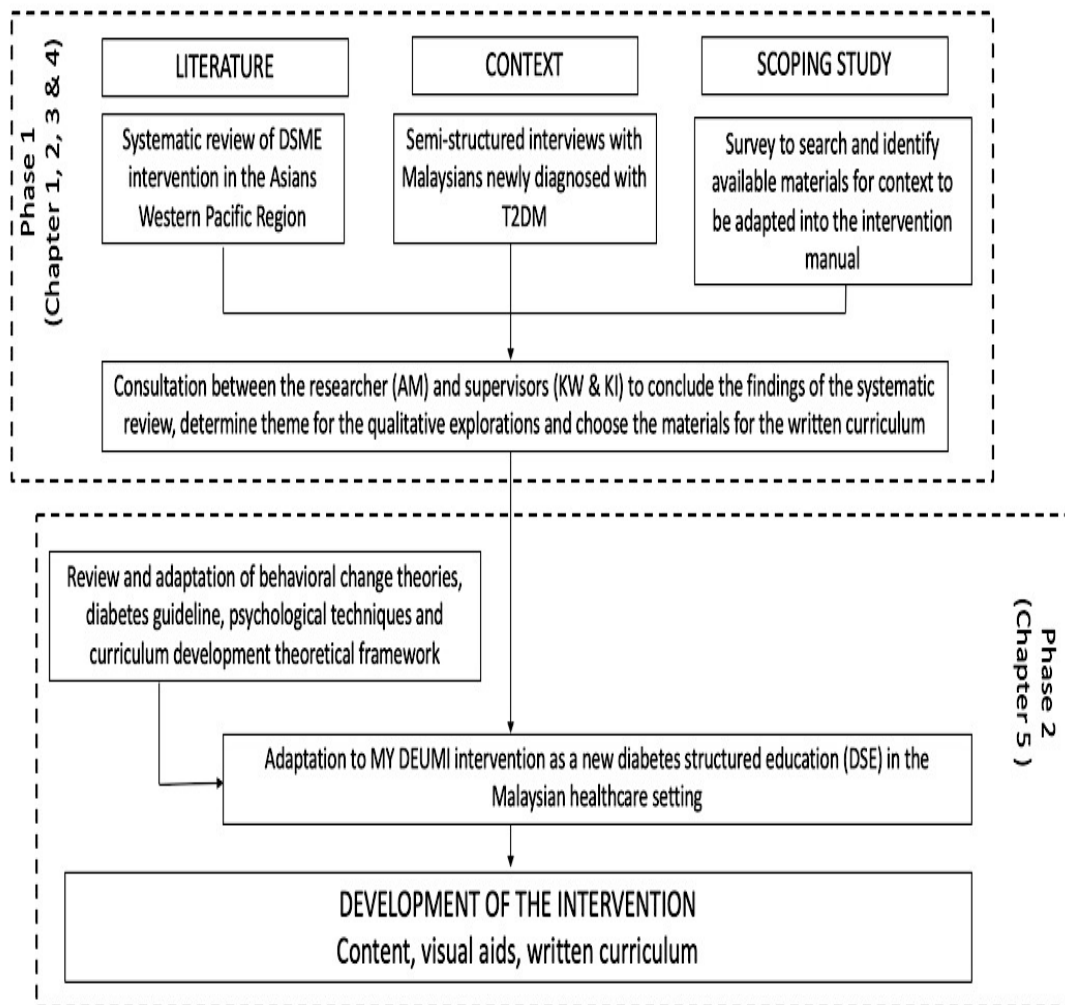 Phase 1
(Chapter 1, 2, 3 & 4)
LITERATURE
Systematic review of DSME
intervention in the Asians
Western Pacific Region
CONTEXT
Semi-structured interviews with
Malaysians newly diagnosed with
T2DM
SCOPING STUDY
Survey to search and identify
available materials for context to
be adapted into the intervention
manual
Consultation between the researcher (AM) and supervisors (KW & KI) to conclude the findings of the systematic
review, determine theme for the qualitative explorations and choose the materials for the written curriculum
Phase 2
(Chapter 5 )
Review and adaptation of behavioral change theories,
diabetes guideline, psychological techniques and
curriculum development theoretical framework
Adaptation to MY DEUMI intervention as a new diabetes structured education (DSE) in the
Malaysian healthcare setting
DEVELOPMENT OF THE INTERVENTION
Content, visual aids, written curriculum